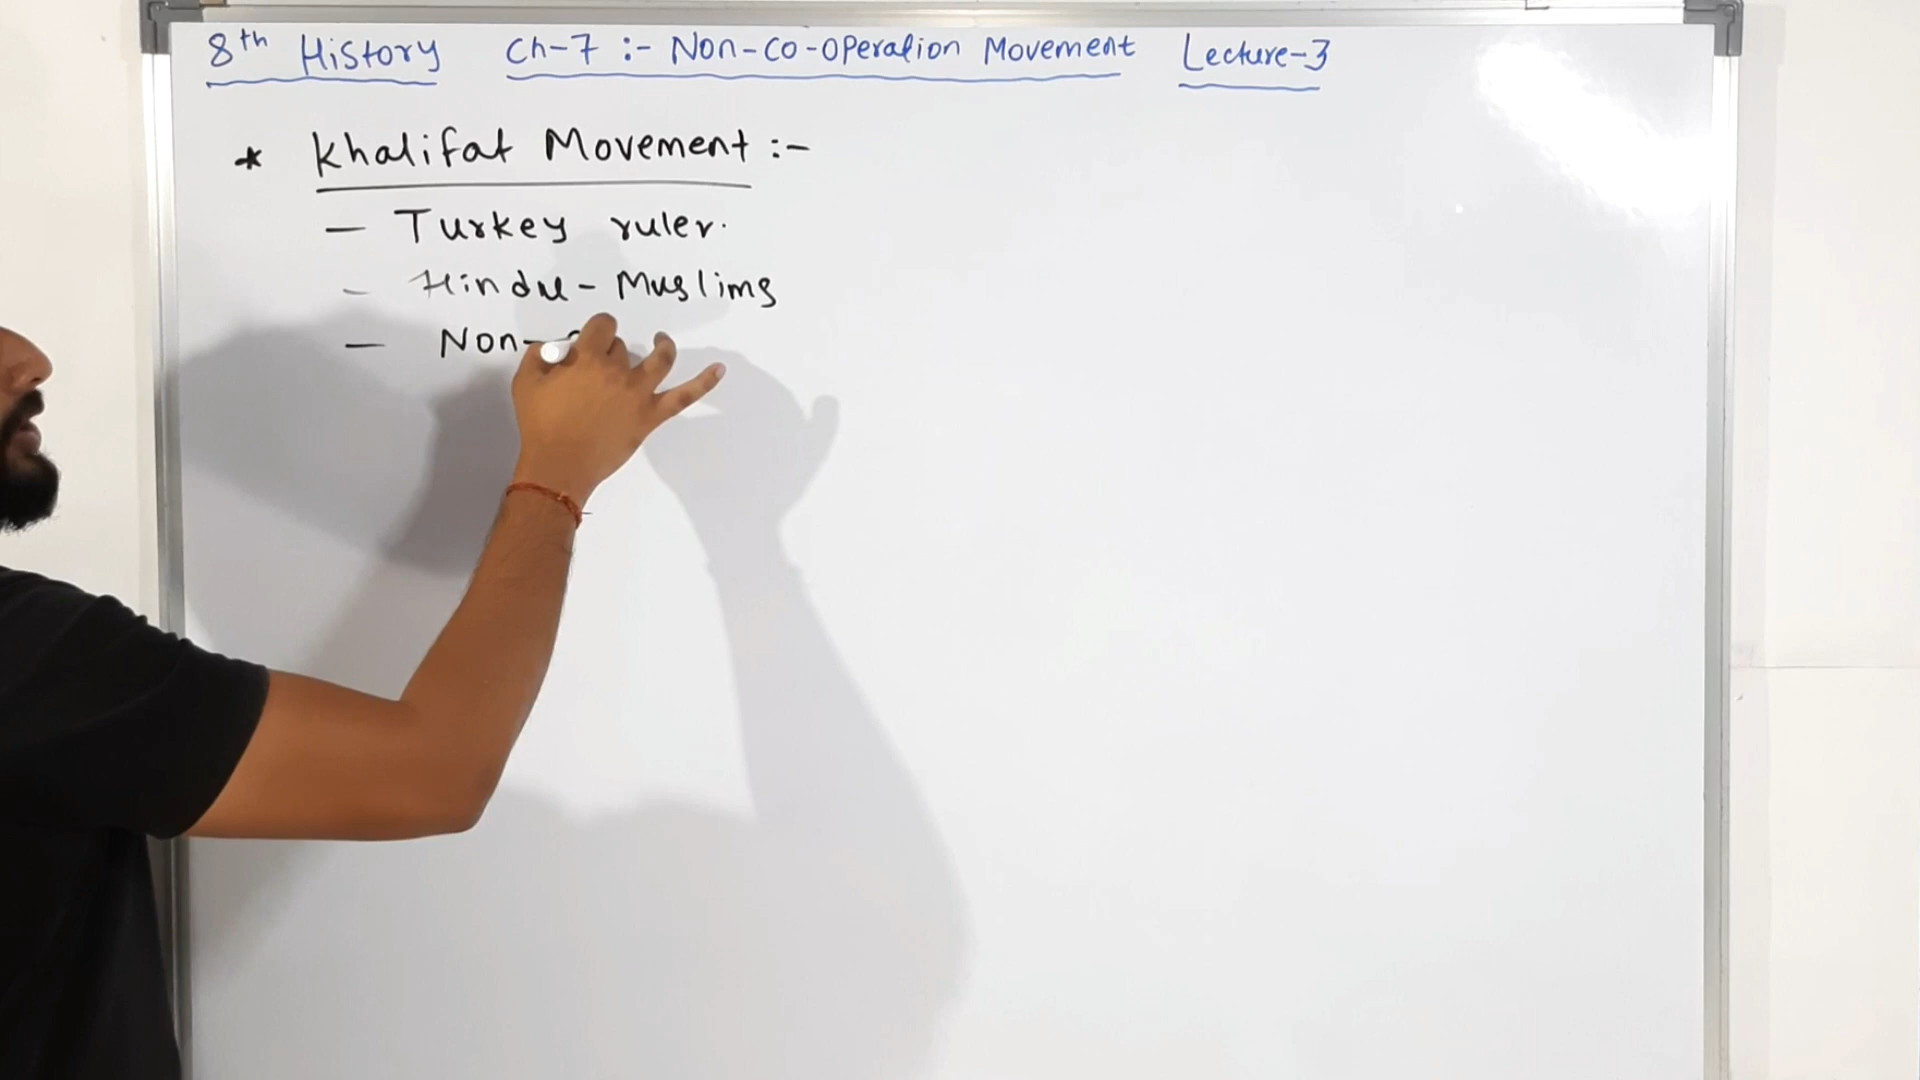 8th History Ch-7 :- Non-Co-Operation Movement Lecture-3
* Khalifat Movement :-
- Turkey ruler.
- Hindu - Muslims
- Non-